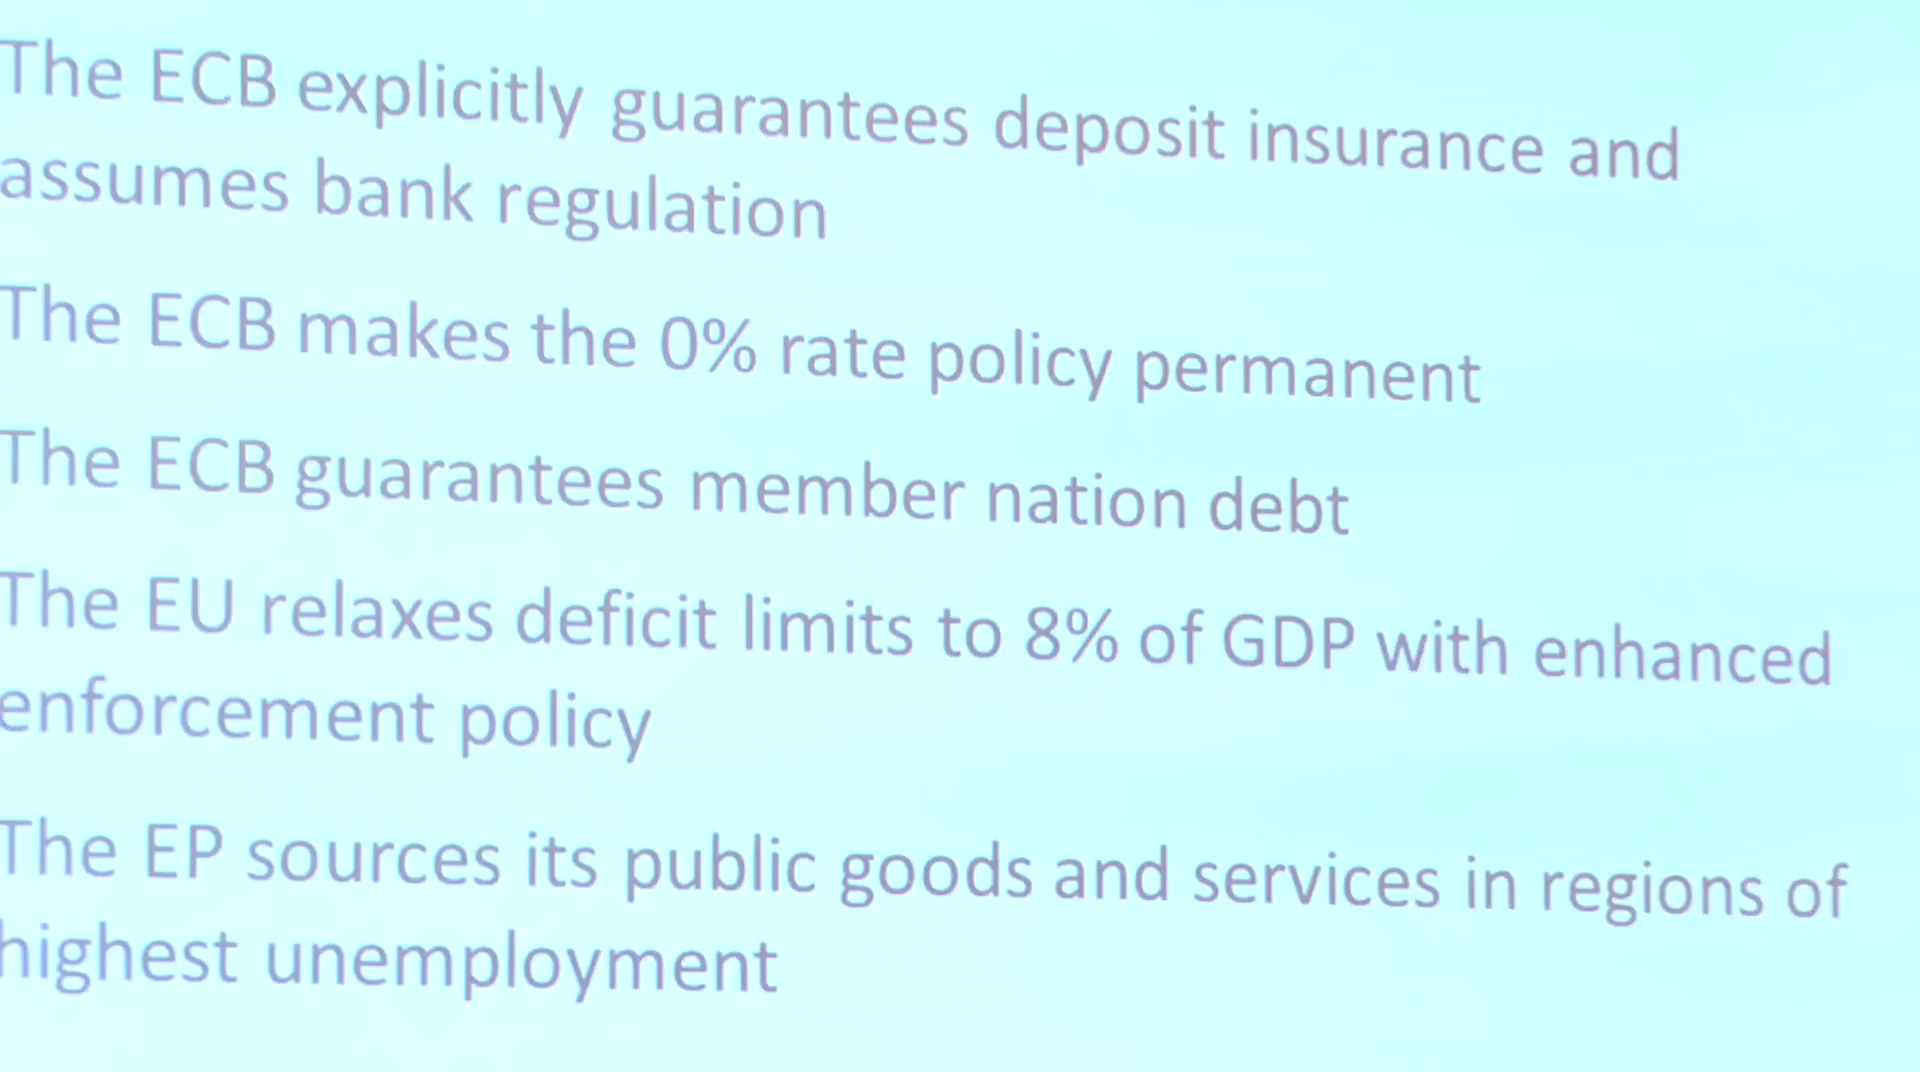 The ECB explicitly guarantees deposit insurance and
assumes bank regulation
The ECB makes the 0% rate policy permanent
The ECB guarantees member nation debt
The EU relaxes deficit limits to 8% of GDP with enhanced
enforcement policy
The EP sources its public goods and services in regions of
highest unemployment